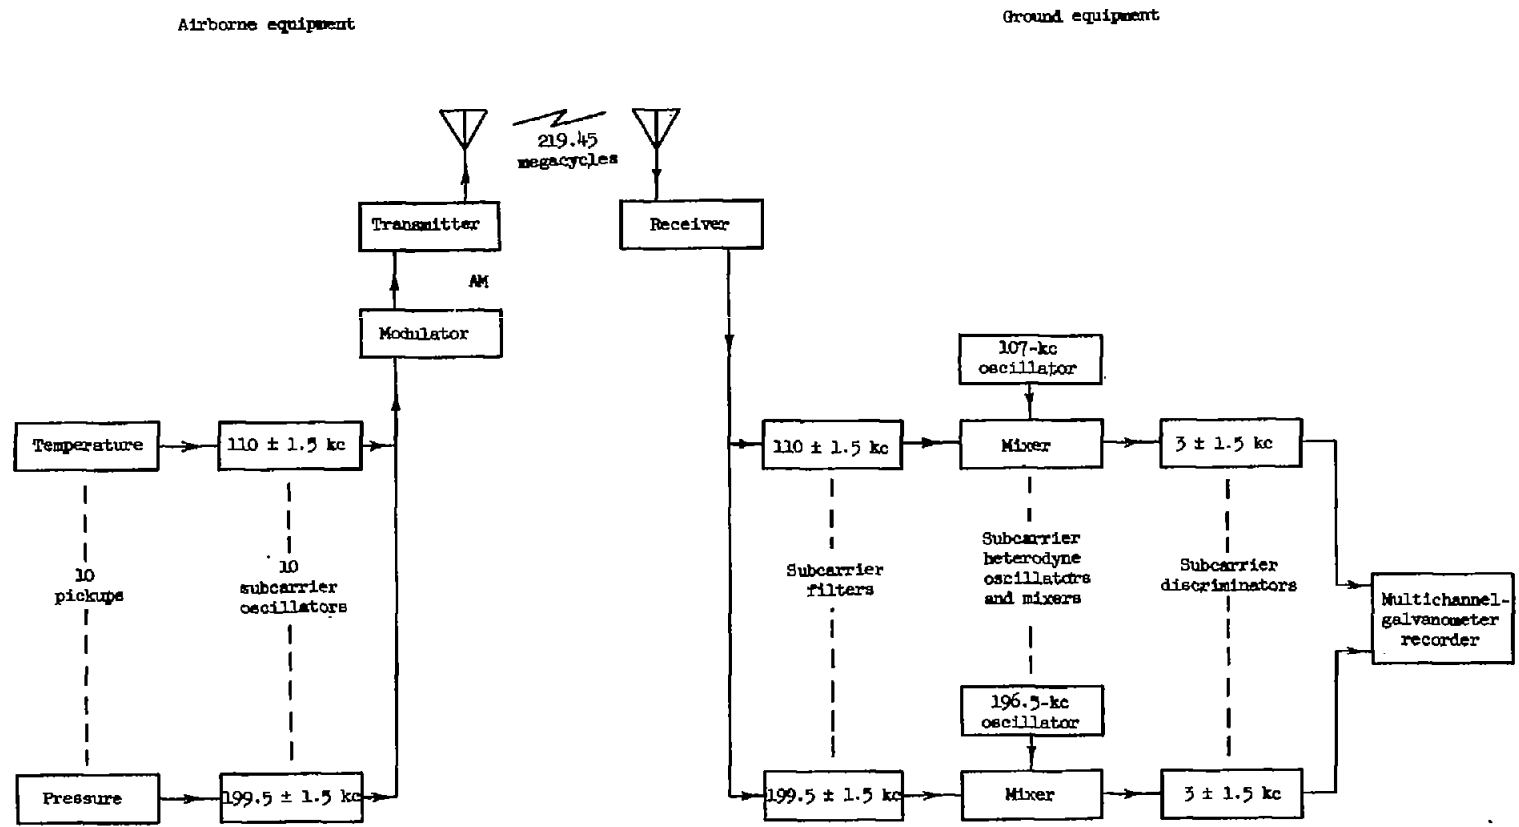 Airborne equipment
Ground equipment
219.45
megacycles
Transmitter
Receiver
AM
Modulator
107-kc
oscillator
Temperature
110 ± 1.5 kc
110 ± 1.5 kc
Mixer
3 ± 1.5 kc
10
pickups
10
subcarrier
oscillators
Subcarrier
filters
Subcarrier
heterodyne
oscillators
and mixers
Subcarrier
discriminators
Multichannel-
galvanometer
recorder
196.5-kc
oscillator
Pressure
199.5 ± 1.5 kc
199.5 ± 1.5 kc
Mixer
3 ± 1.5 kc